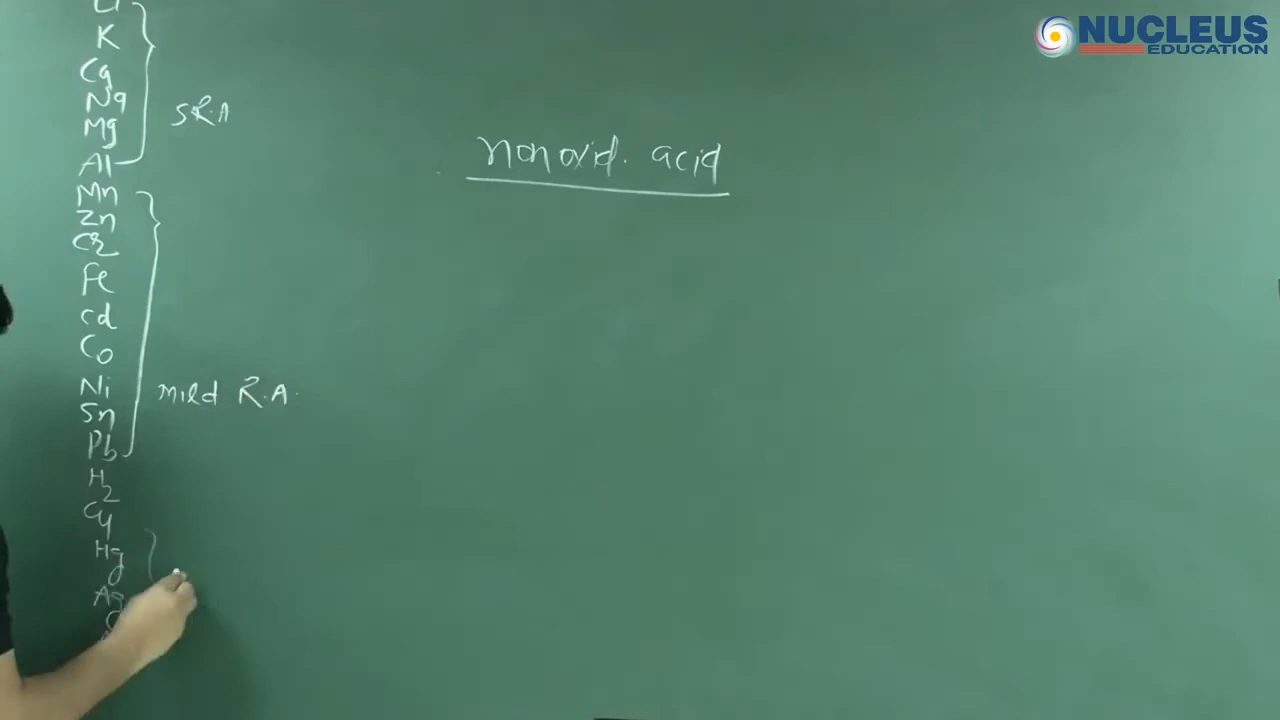 NUCLEUS
EDUCATION
K
Ca
Na
Mg
Al
S R.A
Mn
Zn
Cr
Fe
Cd
Co
Ni
Sn
Pb
mild R.A.
H2
Cu
Hg
Ag
non oxid. acid